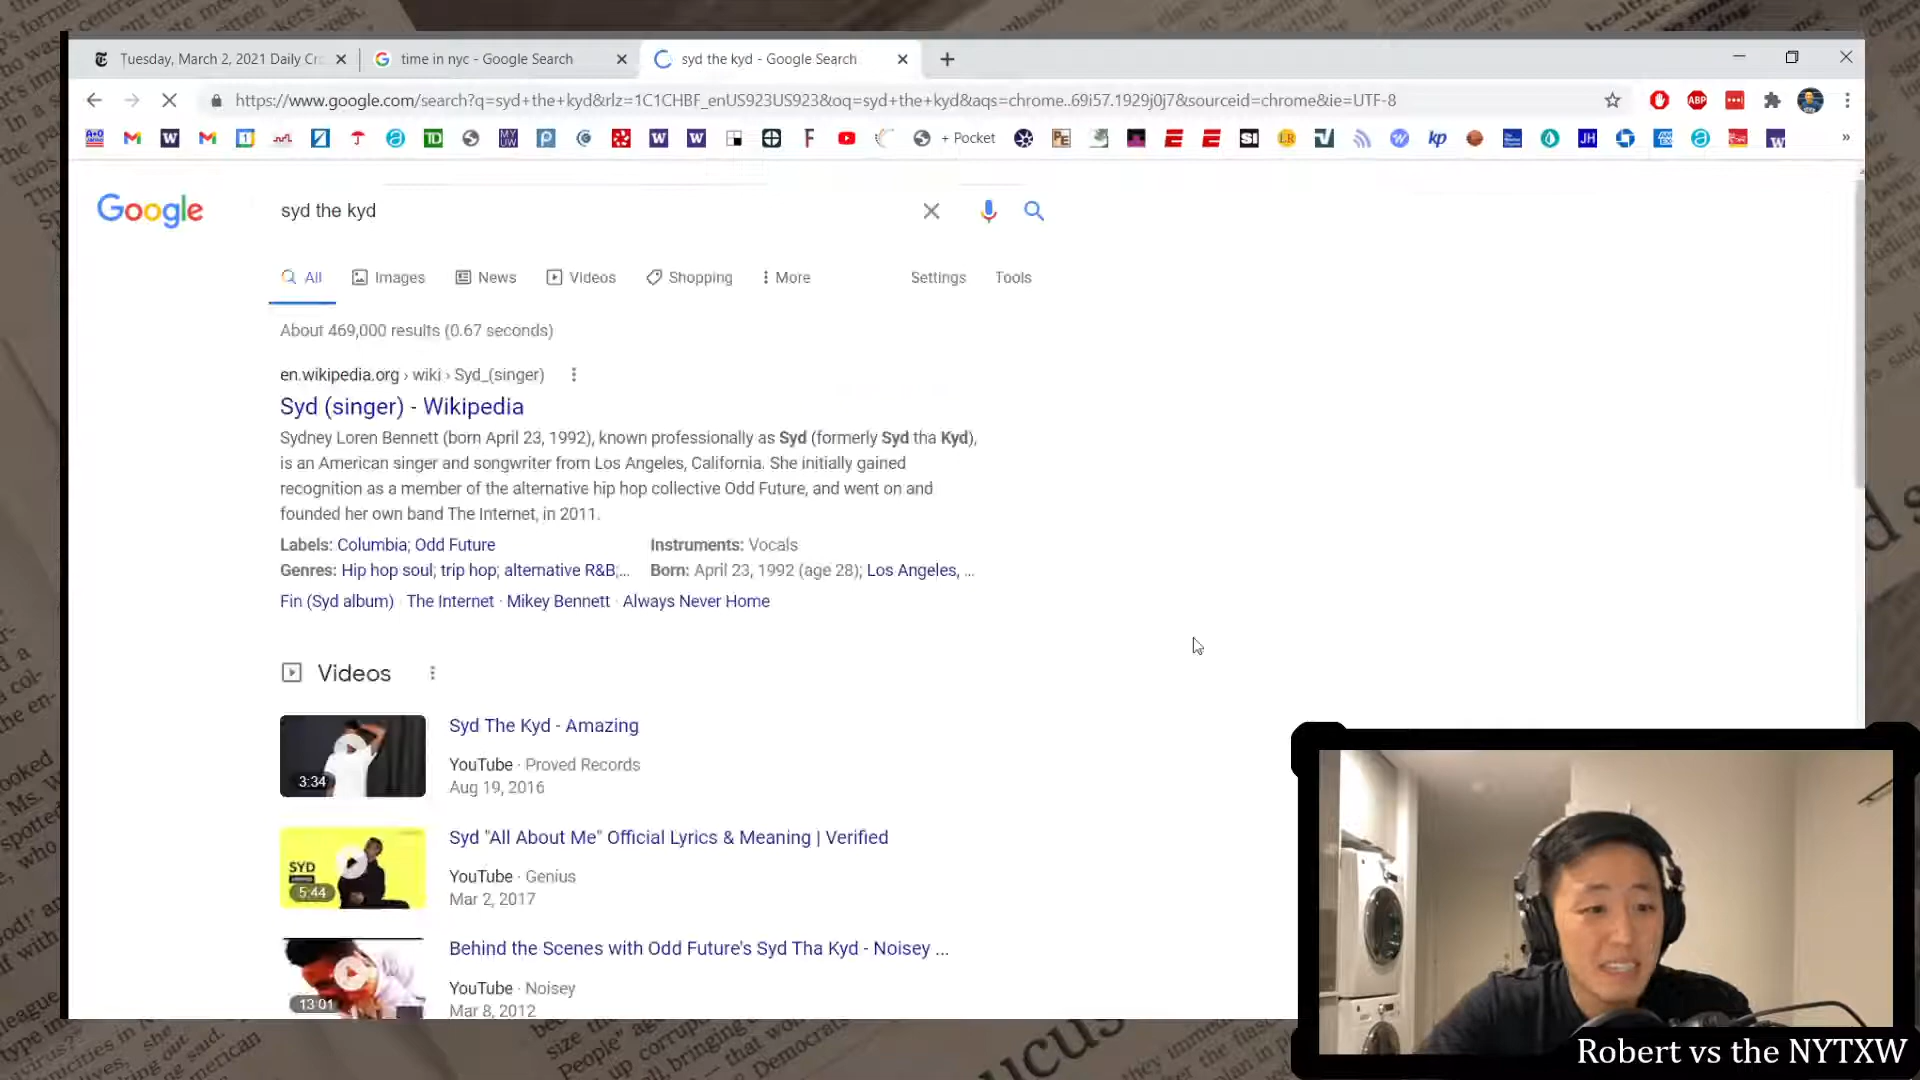 Tuesday, March 2, 2021 Daily Cr
time in nyc - Google Search
syd the kyd - Google Search
https://www.google.com/search?q=syd+the+kyd&rlz=1C1CHBF_enUS923US923&oq=syd+the+kyd&aqs=chrome..69i57.1929j0j7&sourceid=chrome&ie=UTF-8
+ Pocket
Google
syd the kyd
All
Images
News
Videos
Shopping
More
Settings
Tools
About 469,000 results (0.67 seconds)
en.wikipedia.org › wiki › Syd_(singer)
Syd (singer) - Wikipedia
Sydney Loren Bennett (born April 23, 1992), known professionally as Syd (formerly Syd tha Kyd),
is an American singer and songwriter from Los Angeles, California. She initially gained
recognition as a member of the alternative hip hop collective Odd Future, and went on and
founded her own band The Internet, in 2011.
Labels: Columbia; Odd Future
Instruments: Vocals
Genres: Hip hop soul; trip hop; alternative R&B;...
Born: April 23, 1992 (age 28); Los Angeles, ...
Fin (Syd album) · The Internet · Mikey Bennett · Always Never Home
Videos
3:34
Syd The Kyd - Amazing
YouTube · Proved Records
Aug 19, 2016
SYD
5:44
Syd "All About Me" Official Lyrics & Meaning | Verified
YouTube · Genius
Mar 2, 2017
13:01
Behind the Scenes with Odd Future's Syd Tha Kyd - Noisey ...
YouTube · Noisey
Mar 8, 2012
Robert vs the NYTXW